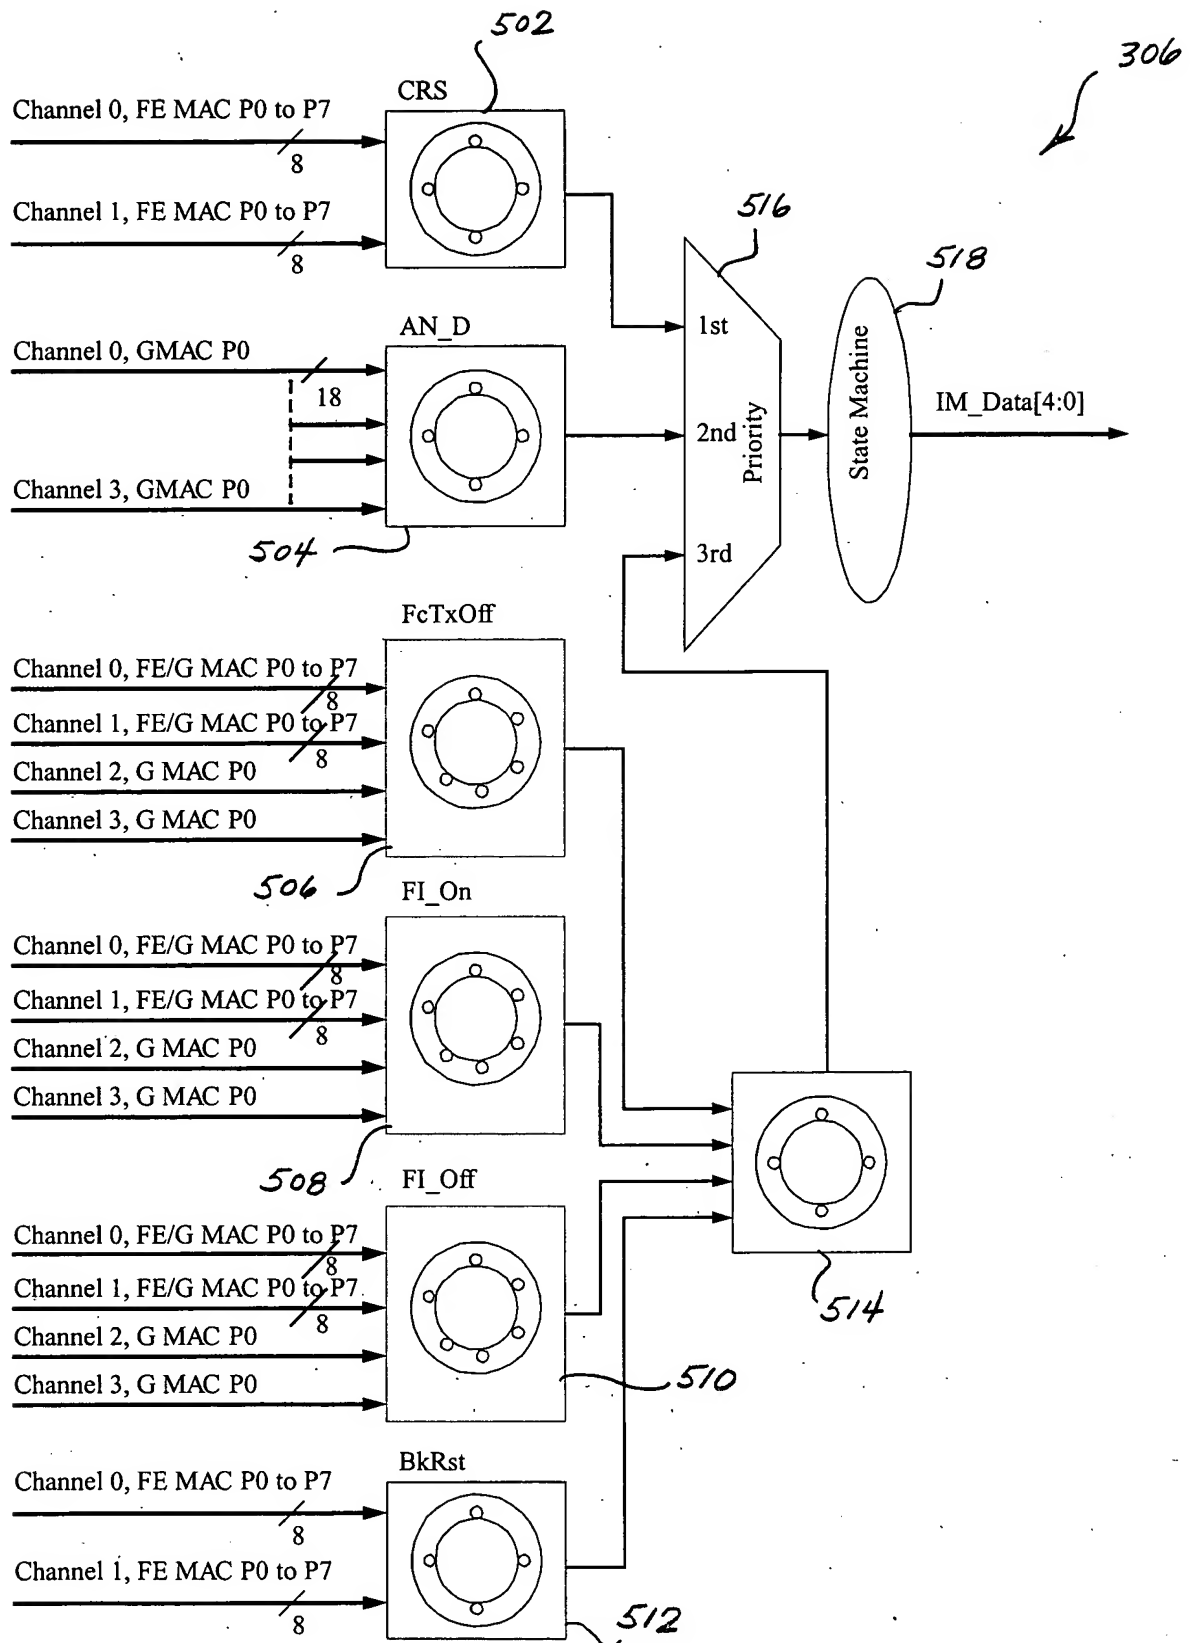 502
306
CRS
Channel 0, FE MAC P0 to P7
8
Channel 1, FE MAC P0 to P7
8
516
518
AN_D
Channel 0, GMAC P0
18
Channel 3, GMAC P0
504
1st
2nd
3rd
Priority
State Machine
IM_Data[4:0]
FcTxOff
Channel 0, FE/G MAC P0 to P7
8
Channel 1, FE/G MAC P0 to P7
8
Channel 2, G MAC P0
Channel 3, G MAC P0
506
FI_On
Channel 0, FE/G MAC P0 to P7
8
Channel 1, FE/G MAC P0 to P7
8
Channel 2, G MAC P0
Channel 3, G MAC P0
508
FI_Off
Channel 0, FE/G MAC P0 to P7
8
Channel 1, FE/G MAC P0 to P7
8
Channel 2, G MAC P0
Channel 3, G MAC P0
510
514
BkRst
Channel 0, FE MAC P0 to P7
8
Channel 1, FE MAC P0 to P7
8
512